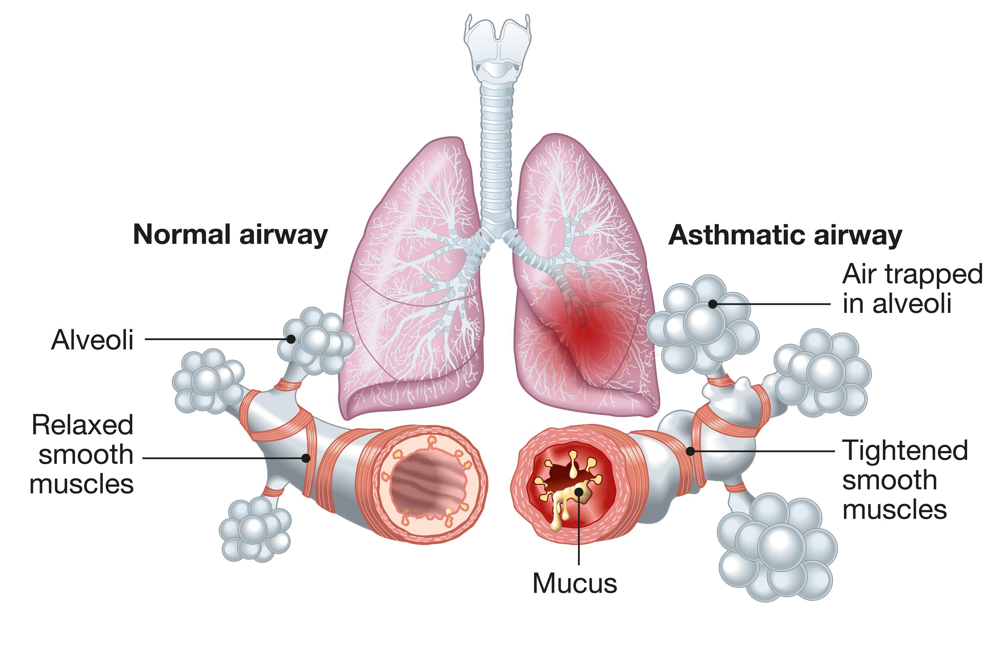 Normal airway
Alveoli
Relaxed
smooth
muscles
Asthmatic airway
Air trapped
in alveoli
Tightened
smooth
muscles
Mucus